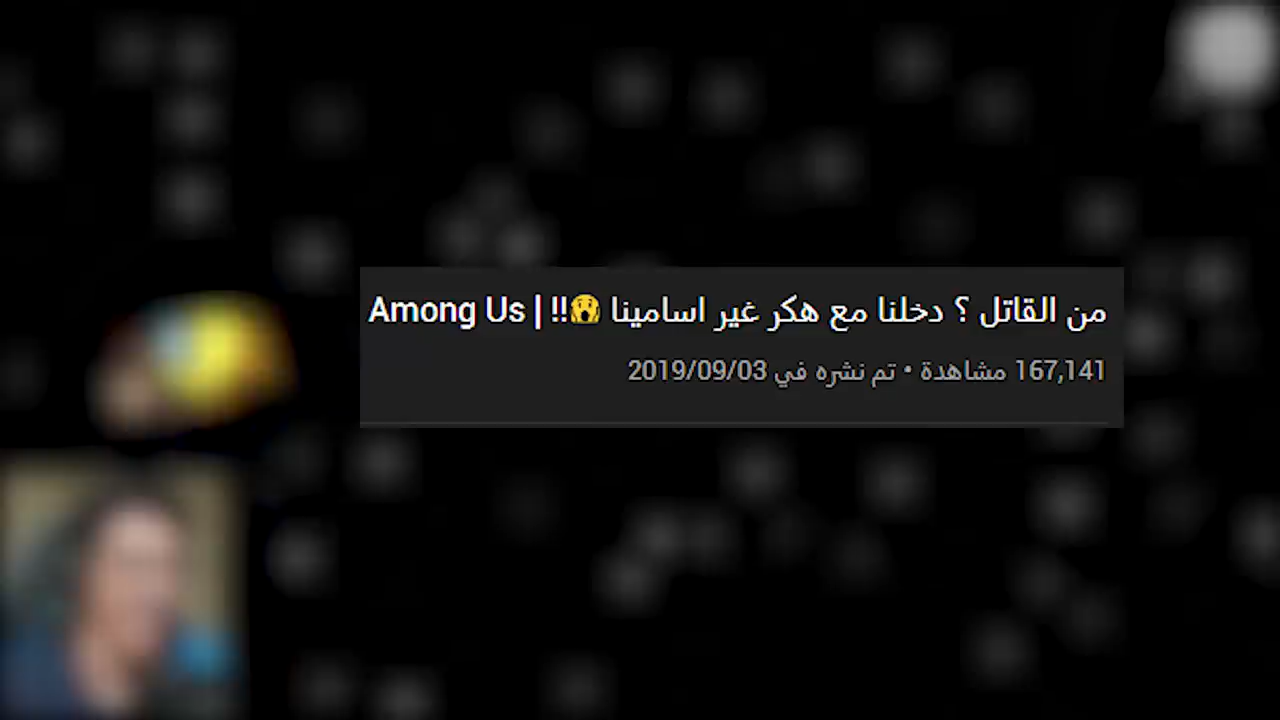 من القاتل ؟ دخلنا مع هكر غير اسامينا 😲!! | Among Us
167,141 مشاهدة • تم نشره في 2019/09/03